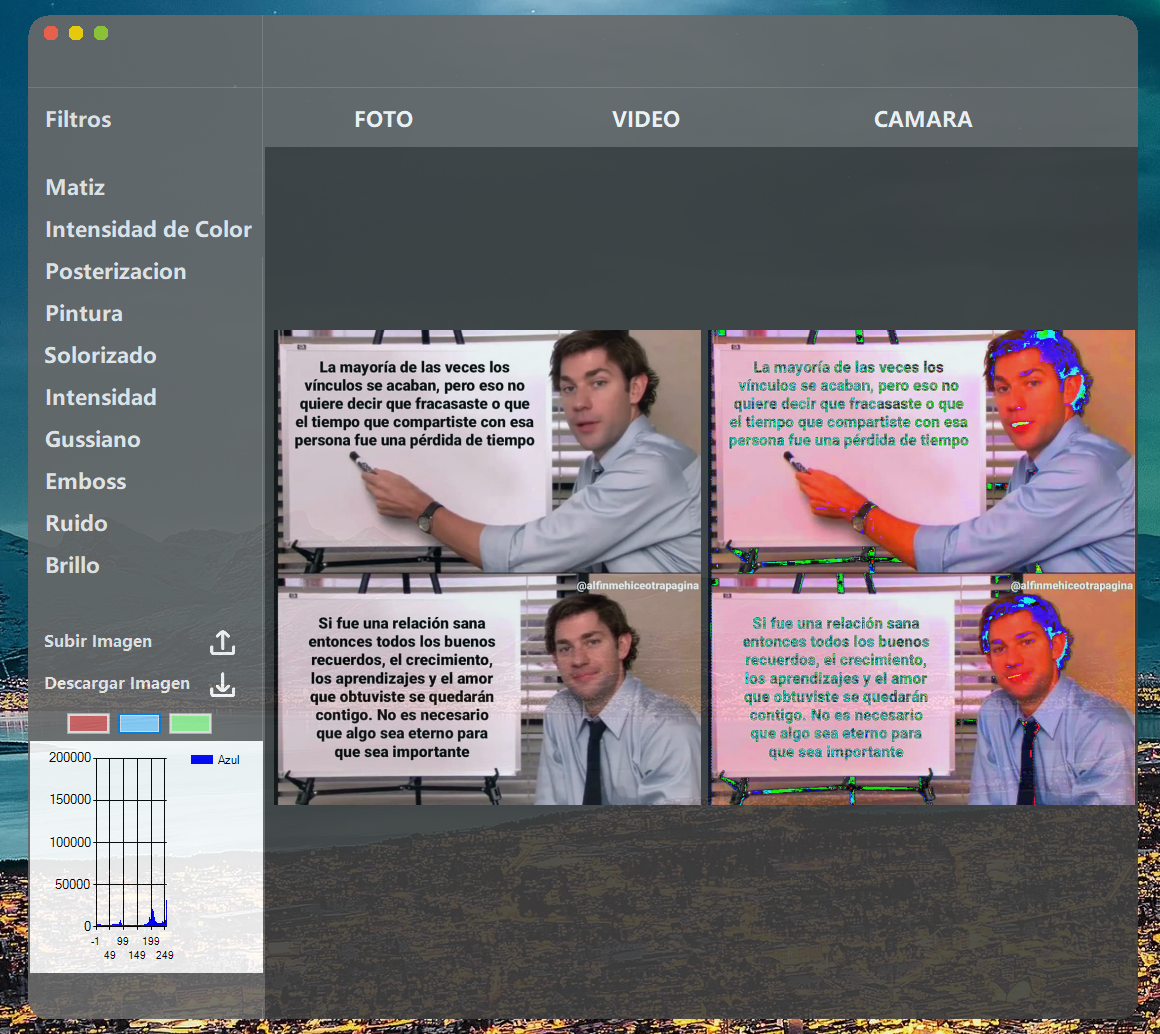 Filtros
FOTO
VIDEO
CAMARA
Matiz
Intensidad de Color
Posterizacion
Pintura
Solorizado
Intensidad
Gussiano
Emboss
Ruido
Brillo
Subir Imagen
Descargar Imagen
200000
150000
100000
50000
0
-1
99
199
49
149
249
Azul
La mayoría de las veces los
vínculos se acaban, pero eso no
quiere decir que fracasaste o que
el tiempo que compartiste con esa
persona fue una pérdida de tiempo
@alfinmehiceotrapagina
Si fue una relación sana
entonces todos los buenos
recuerdos, el crecimiento,
los aprendizajes y el amor
que obtuviste se quedarán
contigo. No es necesario
que algo sea eterno para
que sea importante
La mayoría de las veces los
vínculos se acaban, pero eso no
quiere decir que fracasaste o que
el tiempo que compartiste con esa
persona fue una pérdida de tiempo
@alfinmehiceotrapagina
Si fue una relación sana
entonces todos los buenos
recuerdos, el crecimiento,
los aprendizajes y el amor
que obtuviste se quedarán
contigo. No es necesario
que algo sea eterno para
que sea importante